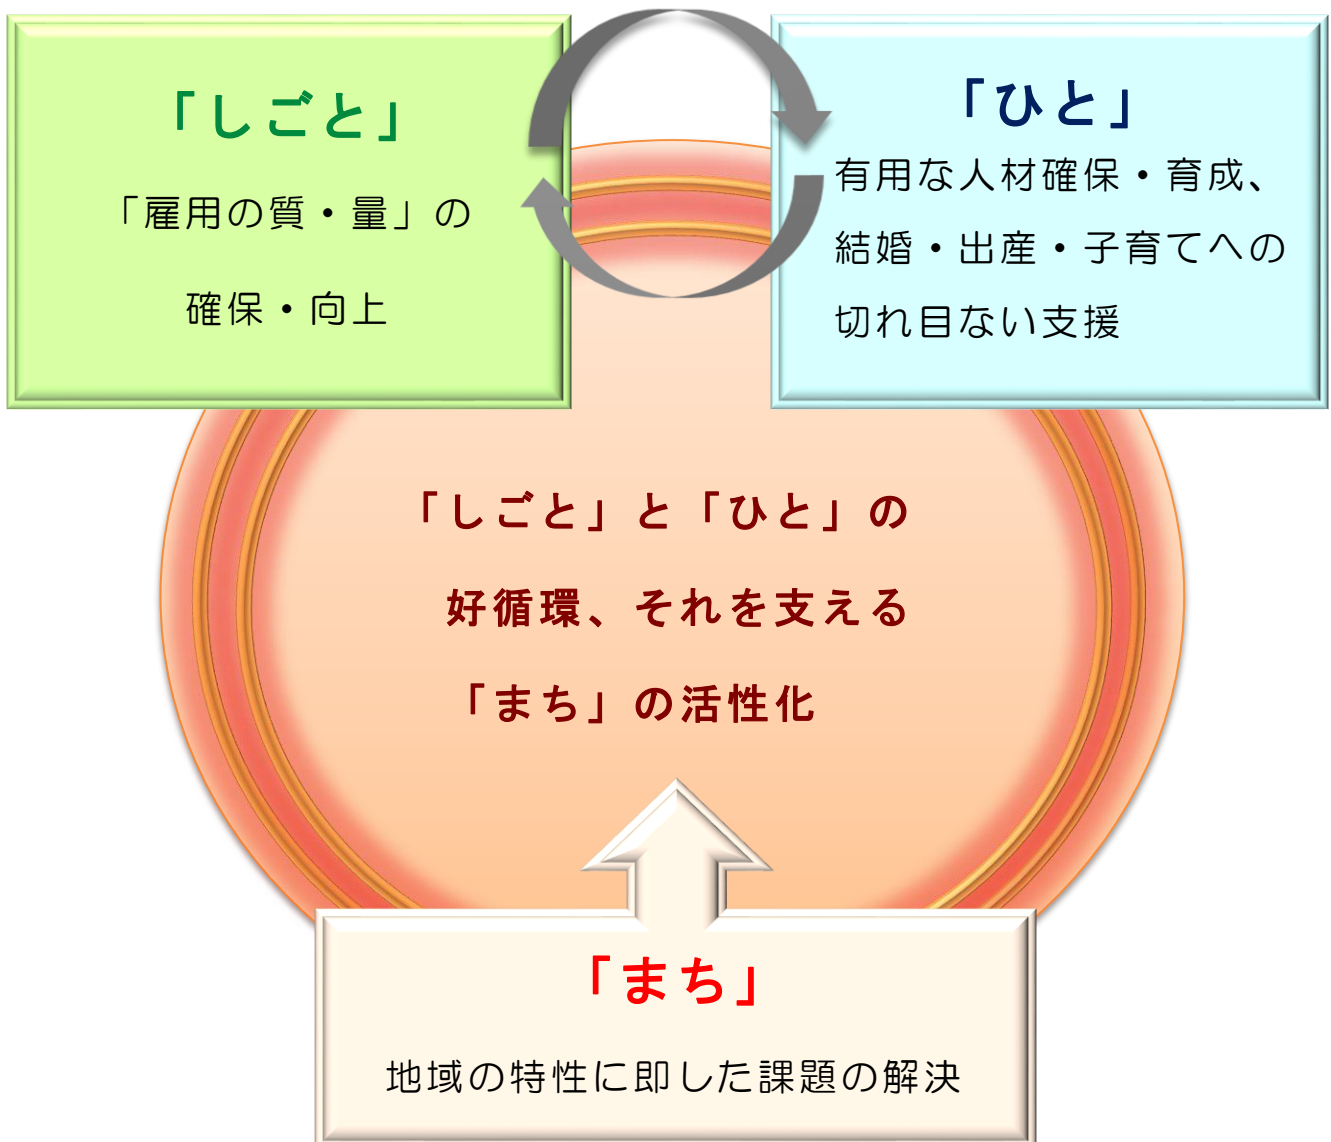 「しごと」
「雇用の質・量」の
確保・向上
「ひと」
有用な人材確保・育成、
結婚・出産・子育てへの
切れ目ない支援
「しごと」と「ひと」の
好循環、それを支える
「まち」の活性化
「まち」
地域の特性に即した課題の解決